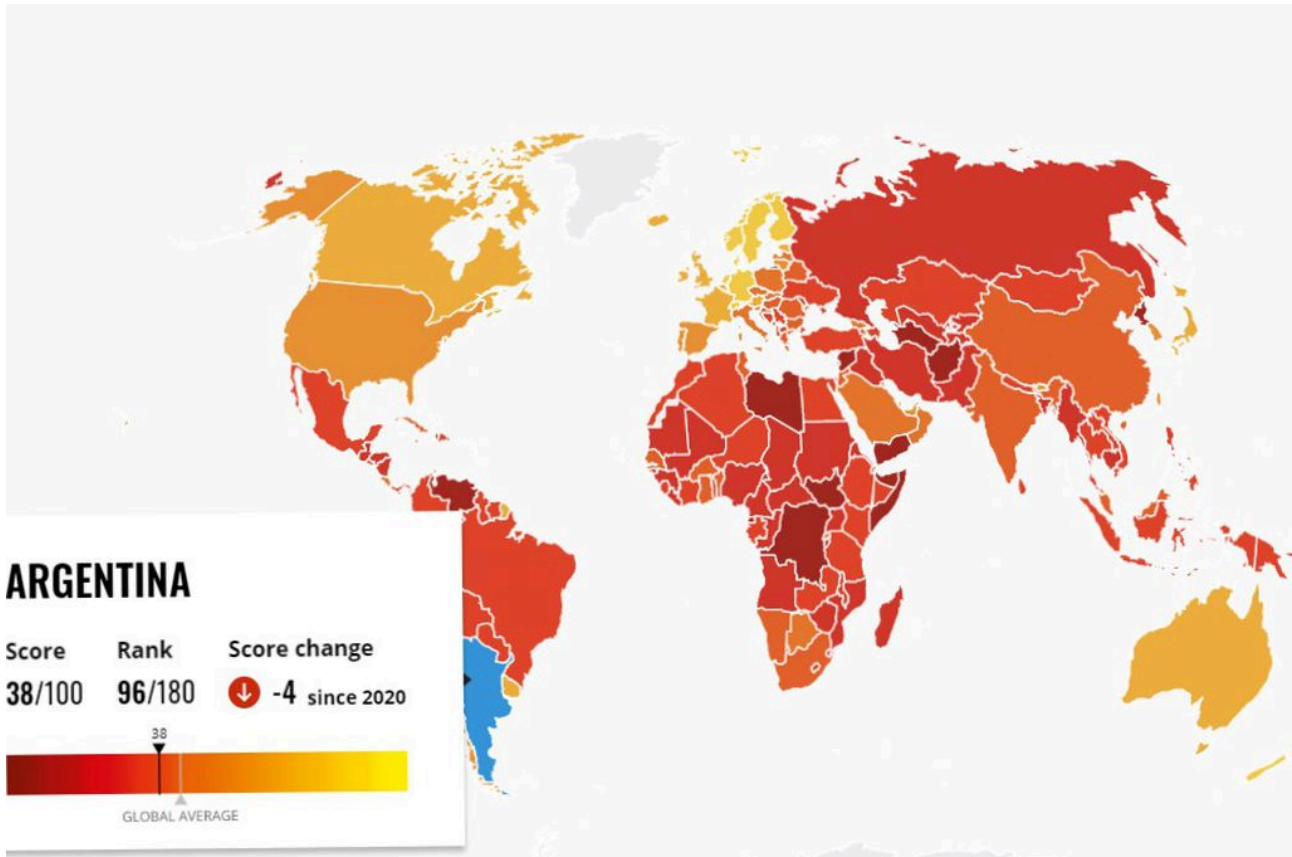 ARGENTINA
Score Rank Score change
38/100 96/180 -4 since 2020
38
GLOBAL AVERAGE